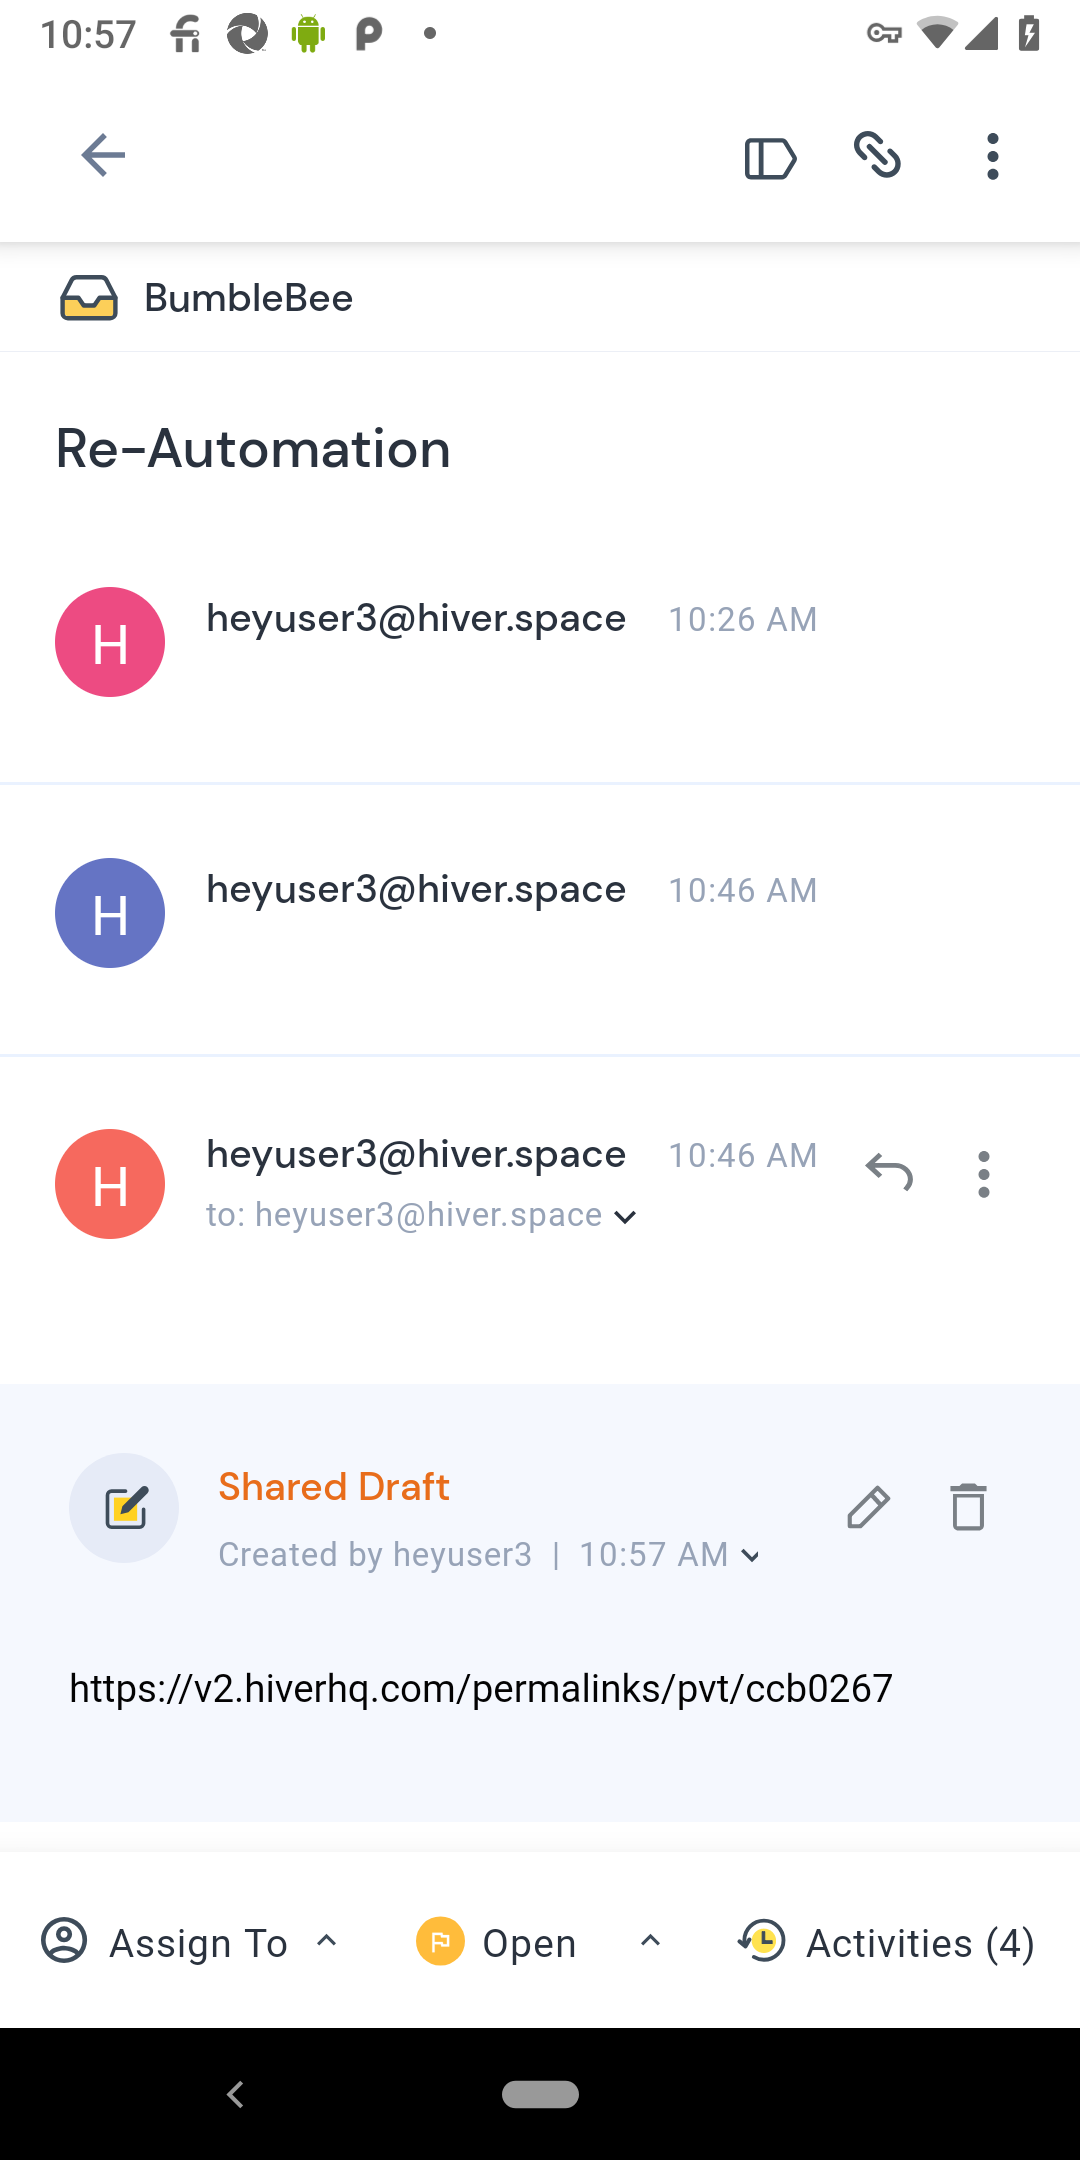 10:57
BumbleBee
Re-Automation
H heyuser3@hiver.space 10:26 AM
H heyuser3@hiver.space 10:46 AM
H heyuser3@hiver.space 10:46 AM
to: heyuser3@hiver.space
Shared Draft
Created by heyuser3 | 10:57 AM
https://v2.hiverhq.com/permalinks/pvt/ccb0267
Assign To Open Activities (4)